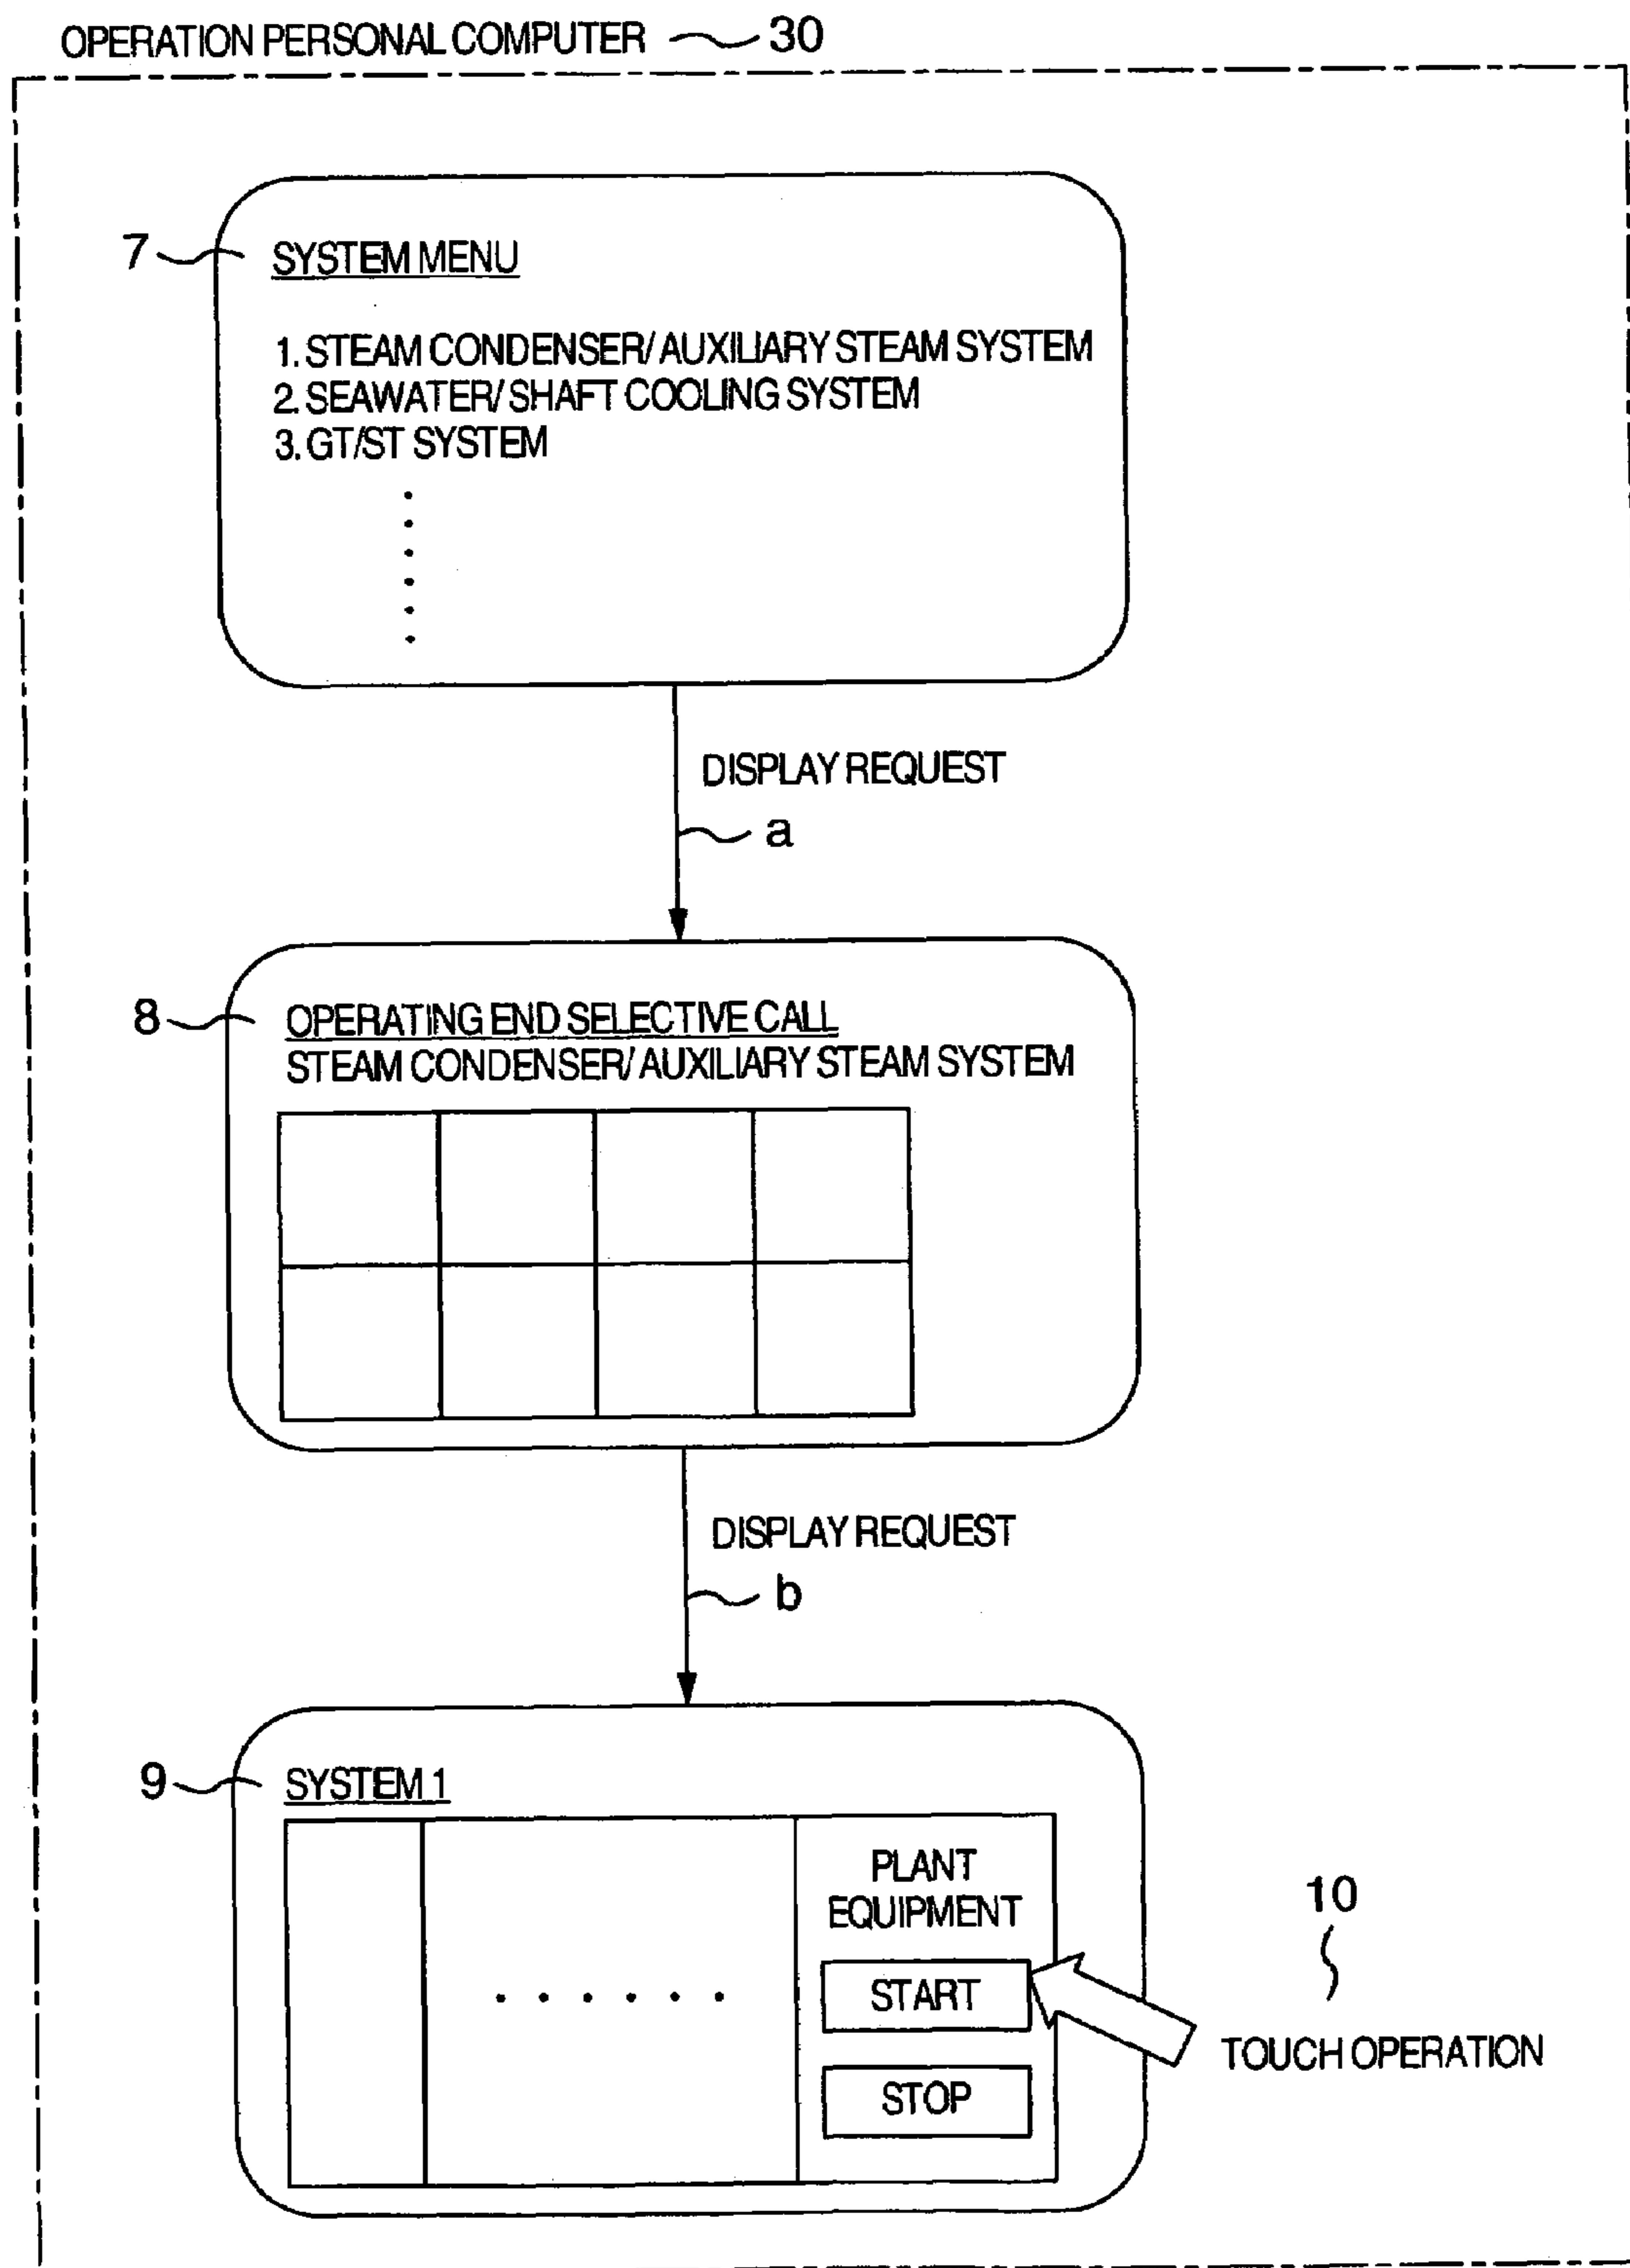 OPERATION PERSONAL COMPUTER 30
7 SYSTEM MENU
1. STEAM CONDENSER/AUXILIARY STEAM SYSTEM
2. SEAWATER/SHAFT COOLING SYSTEM
3. GT/ST SYSTEM
DISPLAY REQUEST
a
8 OPERATING END SELECTIVE CALL
STEAM CONDENSER/AUXILIARY STEAM SYSTEM
DISPLAY REQUEST
b
9 SYSTEM 1
PLANT
EQUIPMENT
START
STOP
10
TOUCH OPERATION